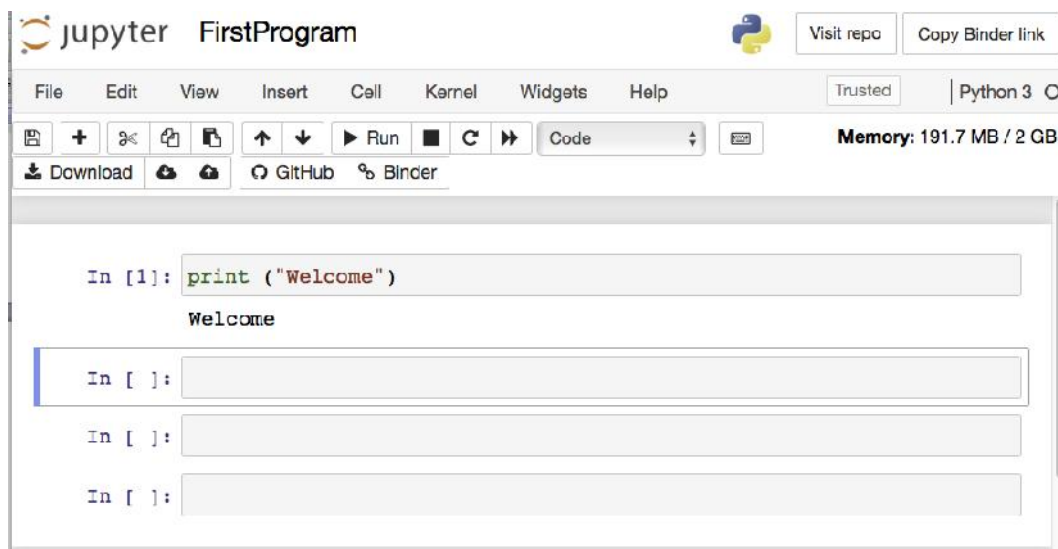 jupyter FirstProgram Visit repo Copy Binder link
File Edit View Insert Cell Kernel Widgets Help Trusted Python 3
Run Code Memory: 191.7 MB / 2 GB
Download GitHub Binder
In [1]: print ("Welcome")
Welcome
In [ ]:
In [ ]:
In [ ]: